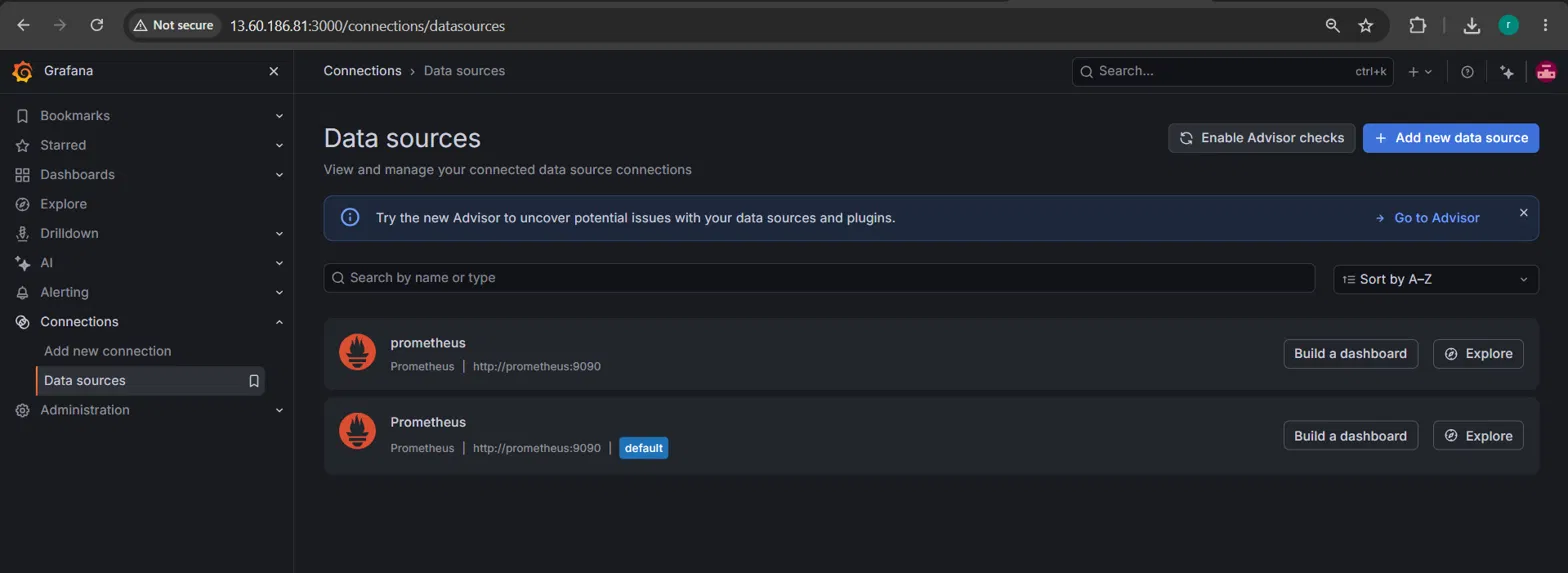 Not secure 13.60.186.81:3000/connections/datasources r
Grafana
Connections › Data sources
Search... ctrl+k
Bookmarks
Starred
Dashboards
Explore
Drilldown
AI
Alerting
Connections
Add new connection
Data sources
Administration
Data sources
View and manage your connected data source connections
Enable Advisor checks
+ Add new data source
Try the new Advisor to uncover potential issues with your data sources and plugins.
→ Go to Advisor
Search by name or type
Sort by A–Z
prometheus
Prometheus | http://prometheus:9090
Build a dashboard
Explore
Prometheus
Prometheus | http://prometheus:9090 | default
Build a dashboard
Explore